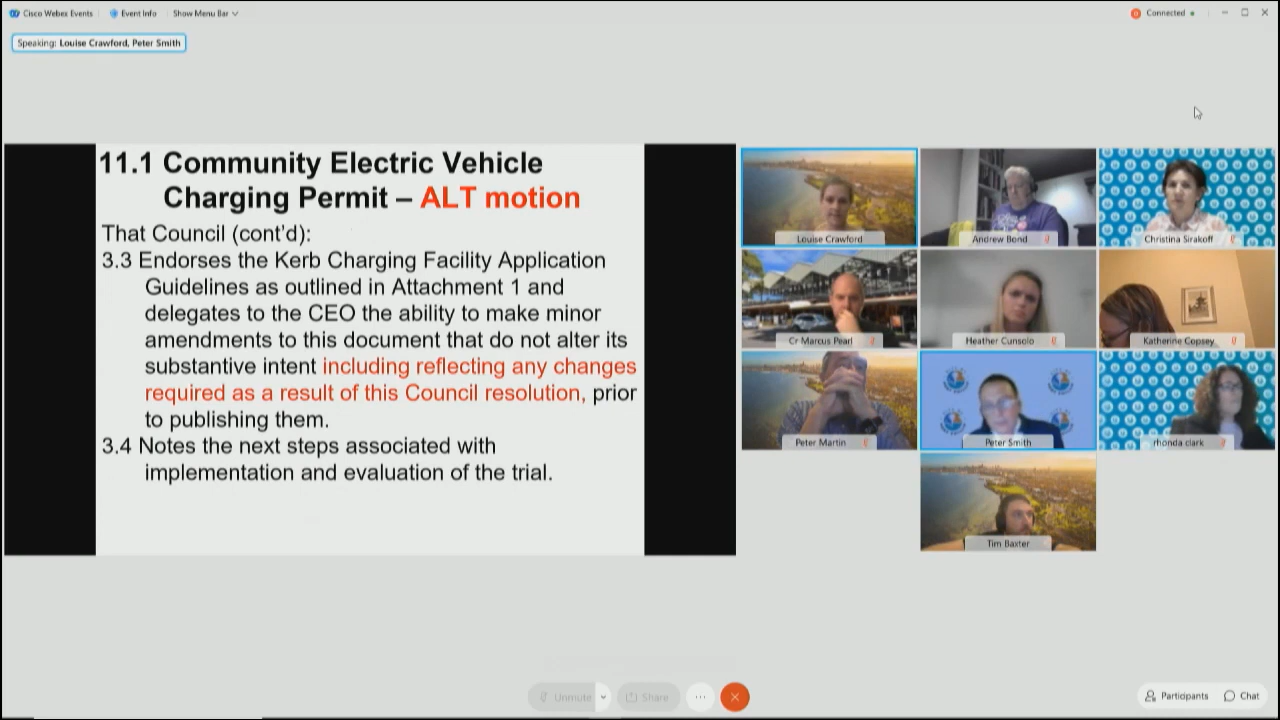 Cisco Webex Events
Event Info
Show Menu Bar
Connected
Speaking: Louise Crawford, Peter Smith
11.1 Community Electric Vehicle
Charging Permit – ALT motion
That Council (cont'd):
3.3 Endorses the Kerb Charging Facility Application
Guidelines as outlined in Attachment 1 and
delegates to the CEO the ability to make minor
amendments to this document that do not alter its
substantive intent including reflecting any changes
required as a result of this Council resolution, prior
to publishing them.
3.4 Notes the next steps associated with
implementation and evaluation of the trial.
Louise Crawford
Andrew Bond
Christina Sirakoff
Cr Marcus Pearl
Heather Cunsolo
Katherine Copsey
Peter Martin
Peter Smith
rhonda clark
Tim Baxter
Unmute
Share
Participants
Chat